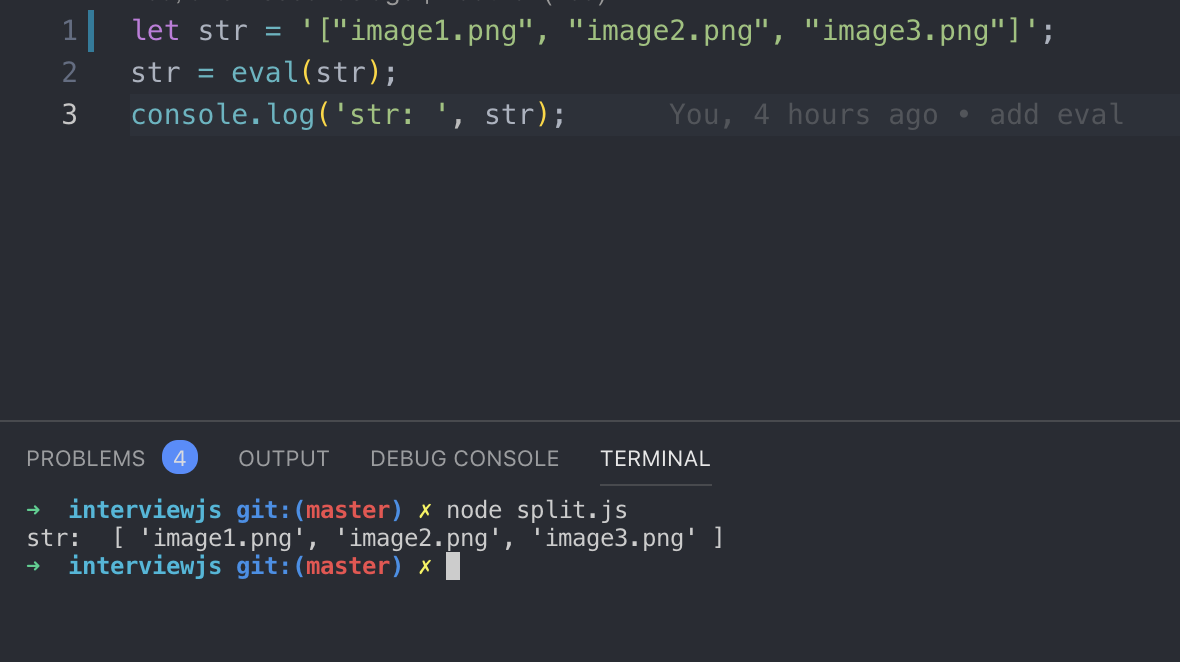 1 let str = '["image1.png", "image2.png", "image3.png"]';
2 str = eval(str);
3 console.log('str: ', str); You, 4 hours ago • add eval
PROBLEMS 4 OUTPUT DEBUG CONSOLE TERMINAL
→ interviewjs git:(master) ✗ node split.js
str:  [ 'image1.png', 'image2.png', 'image3.png' ]
→ interviewjs git:(master) ✗